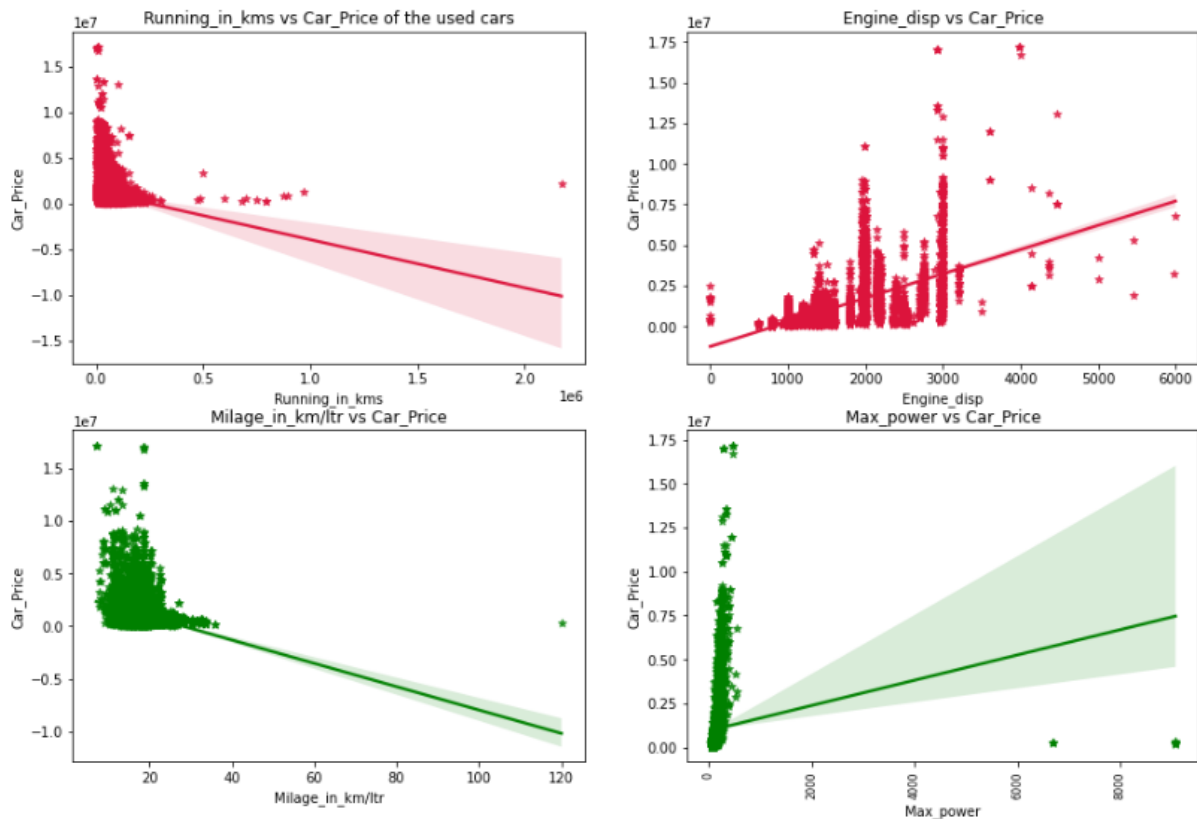 Running_in_kms vs Car_Price of the used cars
1e7
1.5
1.0
0.5
0.0
−0.5
−1.0
−1.5
Car_Price
0.0 0.5 1.0 1.5 2.0
1e6
Running_in_kms
Engine_disp vs Car_Price
1e7
1.75
1.50
1.25
1.00
0.75
0.50
0.25
0.00
Car_Price
0 1000 2000 3000 4000 5000 6000
Engine_disp
Milage_in_km/ltr vs Car_Price
1e7
1.5
1.0
0.5
0.0
−0.5
−1.0
Car_Price
20 40 60 80 100 120
Milage_in_km/ltr
Max_power vs Car_Price
1e7
1.75
1.50
1.25
1.00
0.75
0.50
0.25
0.00
Car_Price
0 2000 4000 6000 8000
Max_power